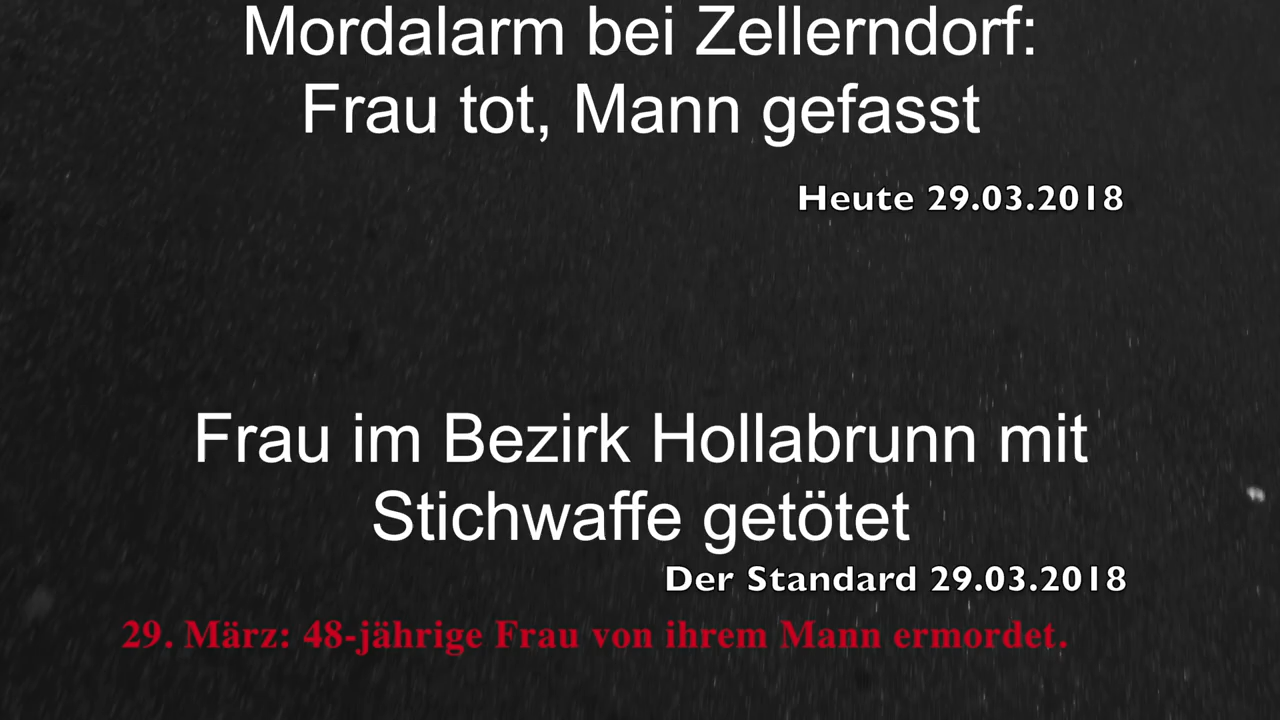 Mordalarm bei Zellerndorf:
Frau tot, Mann gefasst
Heute 29.03.2018
Frau im Bezirk Hollabrunn mit
Stichwaffe getötet
Der Standard 29.03.2018
29. März: 48-jährige Frau von ihrem Mann ermordet.